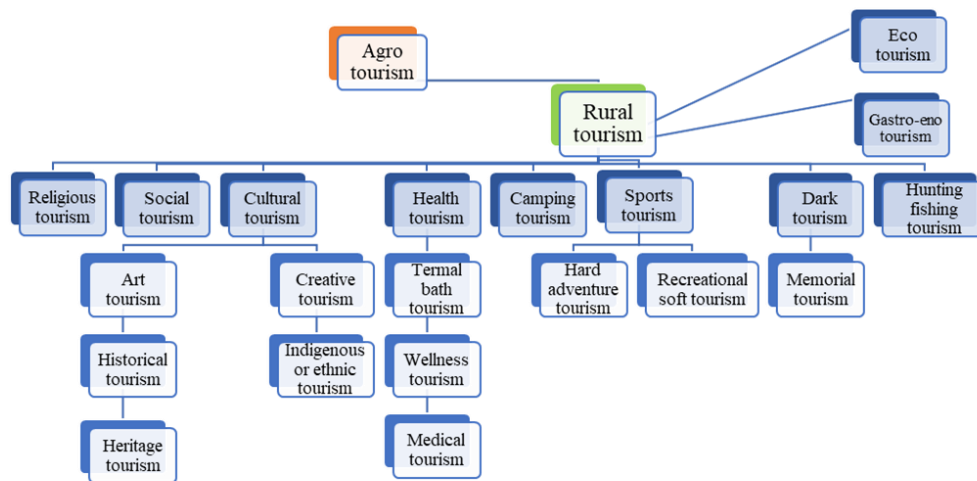 Agro
tourism
Eco
tourism
Rural
tourism
Gastro-eno
tourism
Religious
tourism
Social
tourism
Cultural
tourism
Health
tourism
Camping
tourism
Sports
tourism
Dark
tourism
Hunting
fishing
tourism
Art
tourism
Creative
tourism
Termal
bath
tourism
Hard
adventure
tourism
Recreational
soft tourism
Memorial
tourism
Historical
tourism
Indigenous
or ethnic
tourism
Wellness
tourism
Heritage
tourism
Medical
tourism